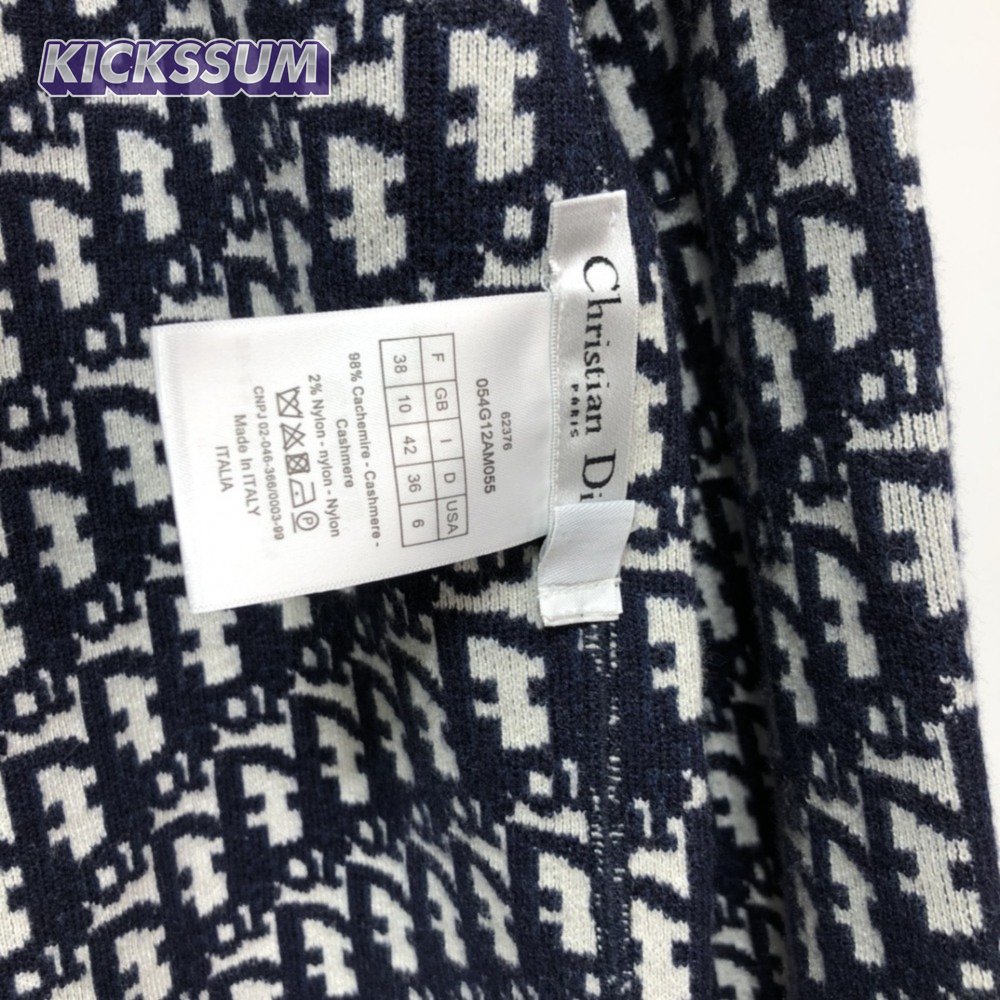 KICKSSUM
Christian Di
PARIS
62376
054G12AM055
F GB I D USA
38 10 42 36 6
98% Cachemire - Cashmere -
Cashmere
2% Nylon - nylon - Nylon
CNPJ 02-046-366/0003-99
Made In ITALY
ITALIA